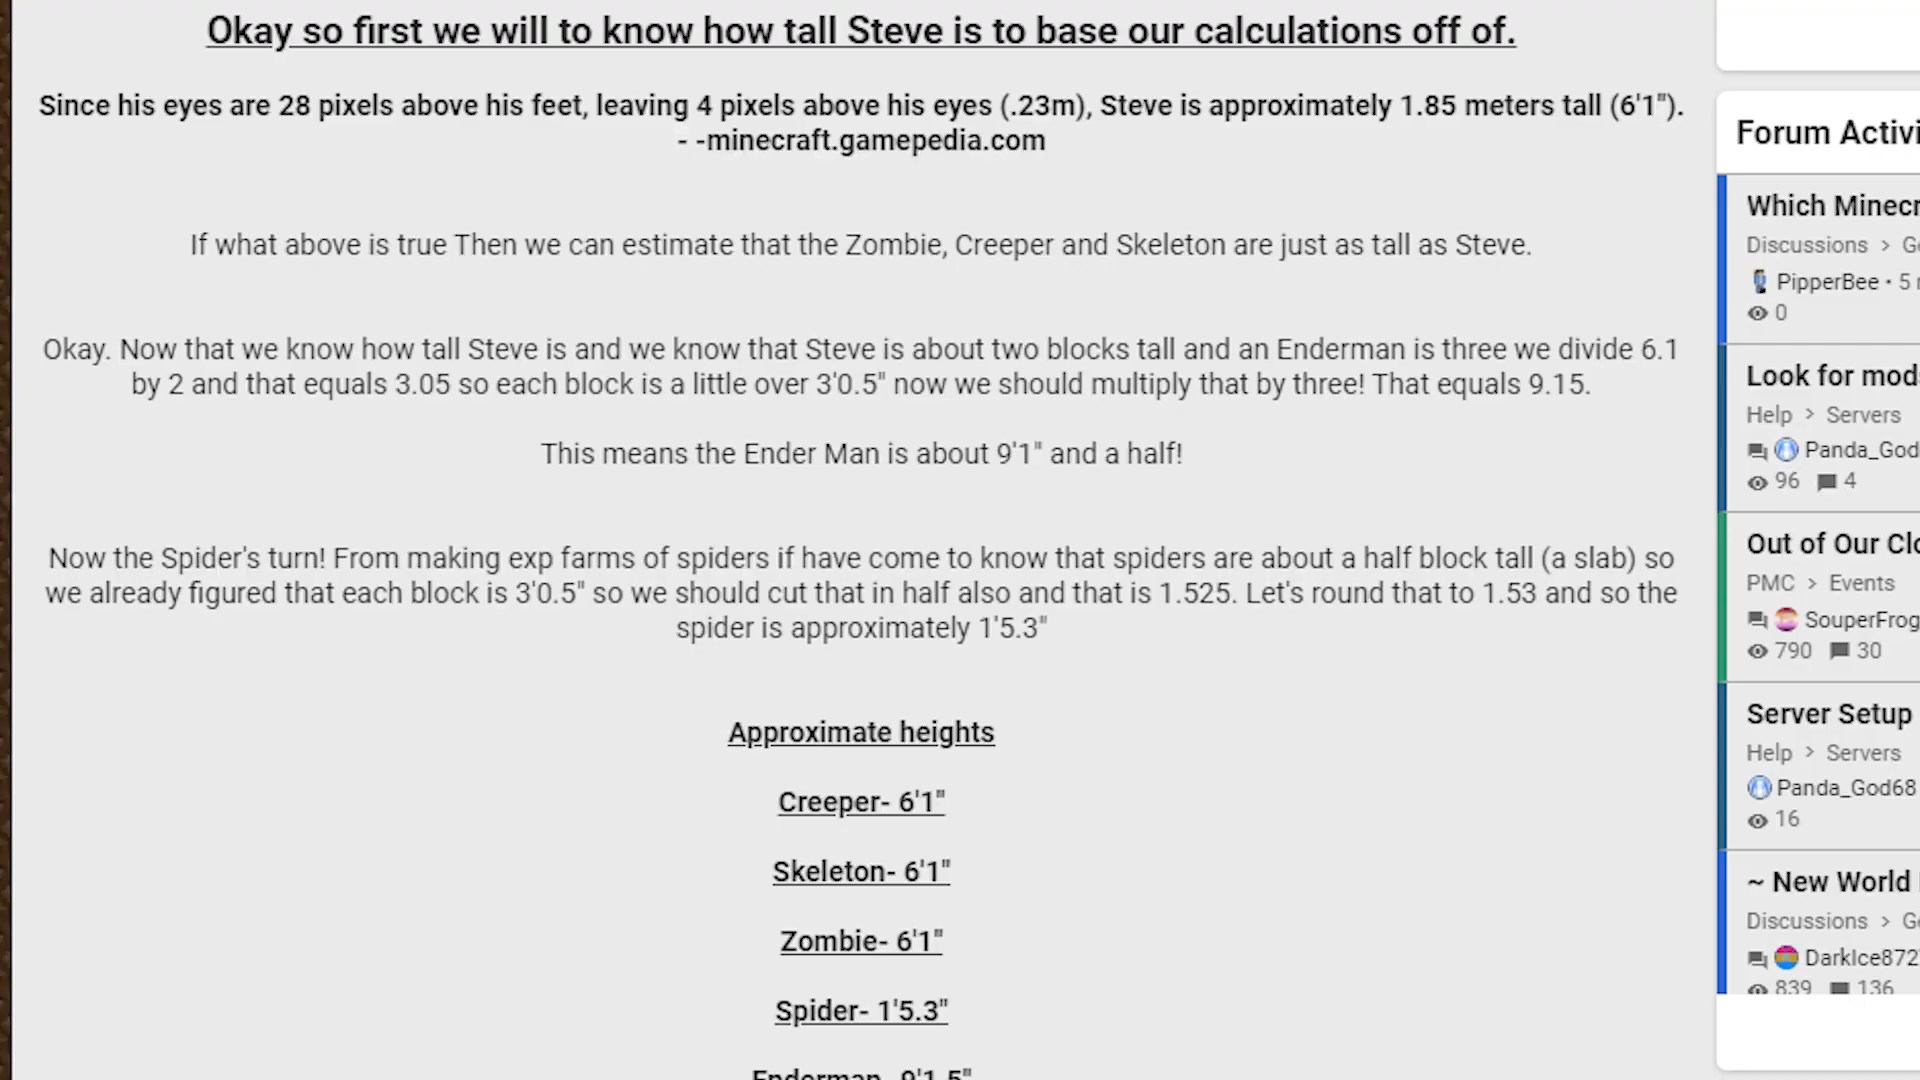 Okay so first we will to know how tall Steve is to base our calculations off of.
Since his eyes are 28 pixels above his feet, leaving 4 pixels above his eyes (.23m), Steve is approximately 1.85 meters tall (6'1").
- -minecraft.gamepedia.com
If what above is true Then we can estimate that the Zombie, Creeper and Skeleton are just as tall as Steve.
Okay. Now that we know how tall Steve is and we know that Steve is about two blocks tall and an Enderman is three we divide 6.1
by 2 and that equals 3.05 so each block is a little over 3'0.5" now we should multiply that by three! That equals 9.15.
This means the Ender Man is about 9'1" and a half!
Now the Spider's turn! From making exp farms of spiders if have come to know that spiders are about a half block tall (a slab) so
we already figured that each block is 3'0.5" so we should cut that in half also and that is 1.525. Let's round that to 1.53 and so the
spider is approximately 1'5.3"
Approximate heights
Creeper- 6'1"
Skeleton- 6'1"
Zombie- 6'1"
Spider- 1'5.3"
Enderman- 9'1.5"
Forum Activi
Which Minecr
Discussions > Ge
PipperBee • 5 m
0
Look for mods
Help > Servers
Panda_God
96 4
Out of Our Clo
PMC > Events
SouperFrog
790 30
Server Setup
Help > Servers
Panda_God68
16
~ New World
Discussions > Ge
DarkIce872
839 136